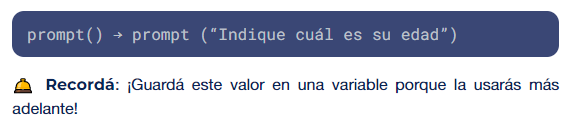 prompt() → prompt (“Indique cuál es su edad”)
🛎️ Recordá: ¡Guardá este valor en una variable porque la usarás más
adelante!